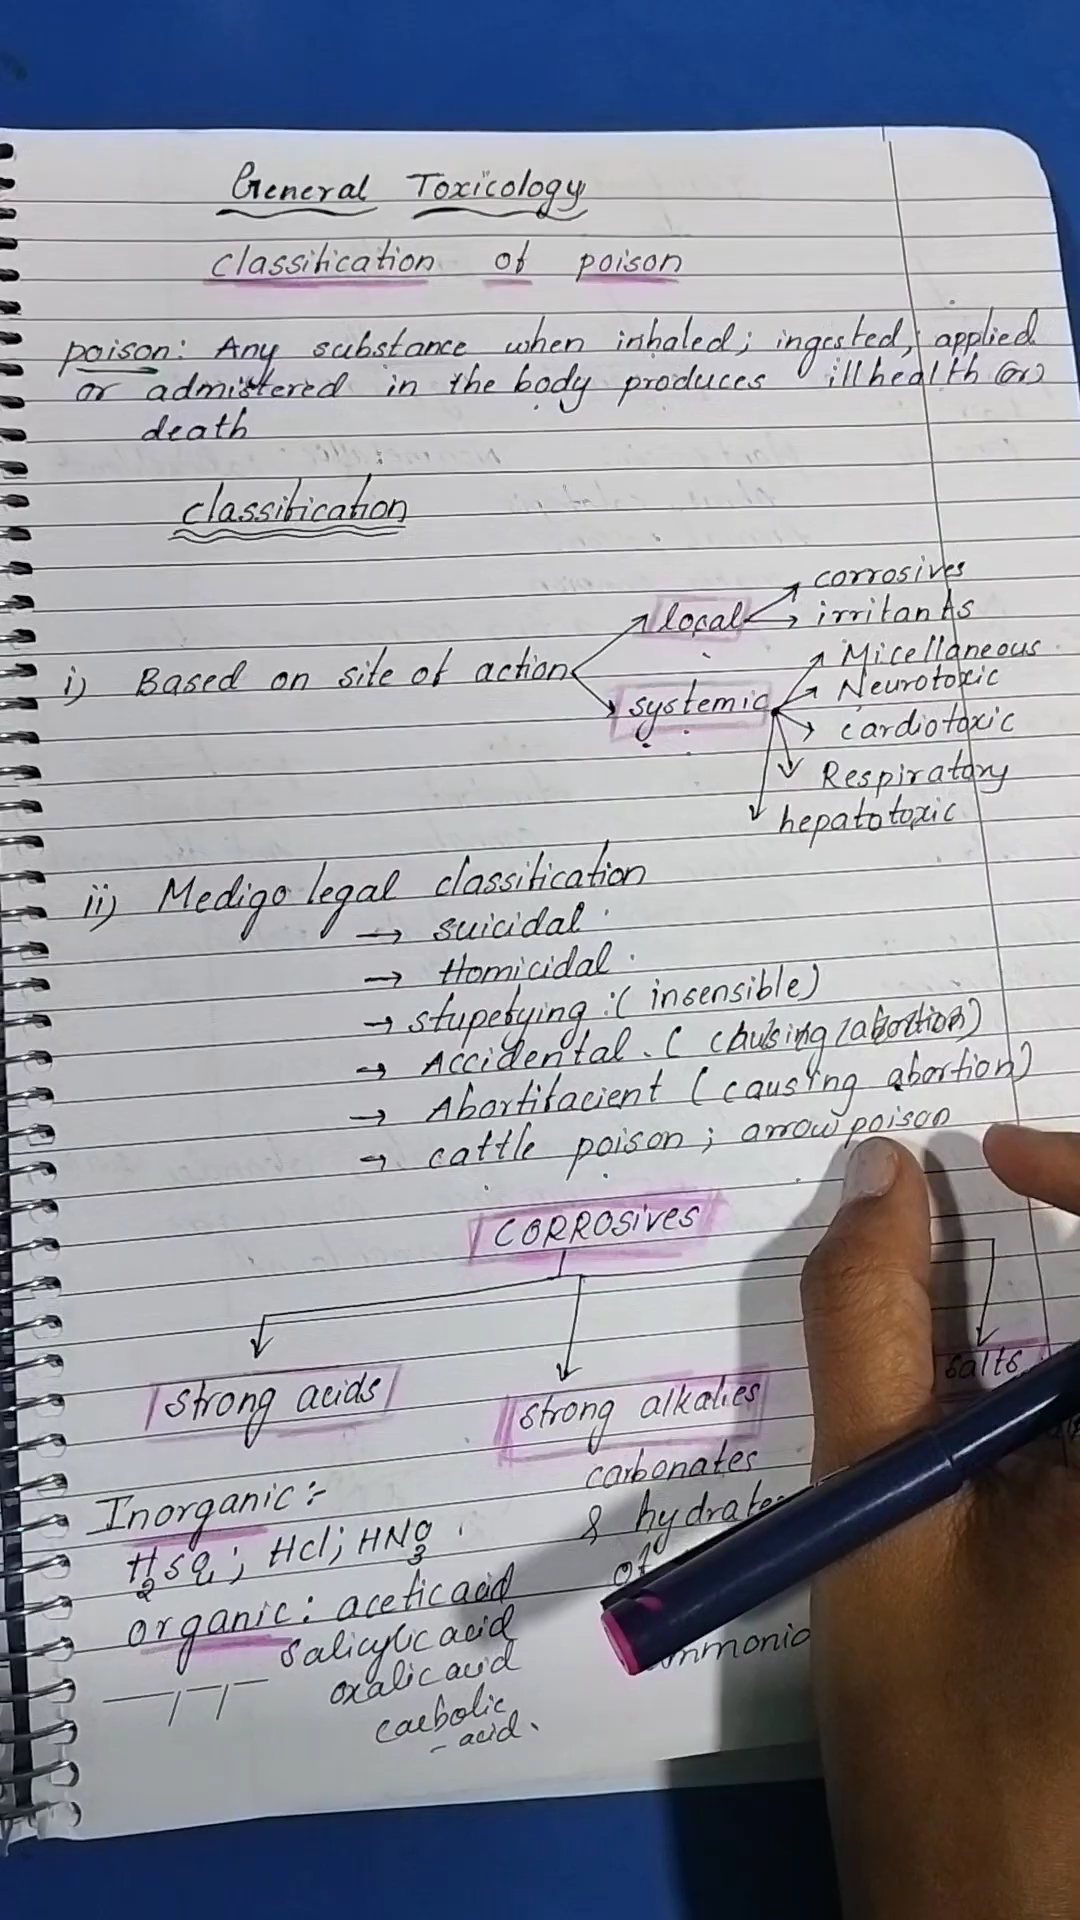 General Toxicology
classification of poison
poison: Any substance when inhaled; ingested; applied
or admistered in the body produces illhealth (or)
death
classification
i) Based on site of action
local
corrosives
irritants
systemic
Micellaneous
Neurotoxic
cardiotoxic
Respiratory
hepatotoxic
ii) Medigo legal classification
→ suicidal
→ Homicidal
→ stupefying: (insensible)
→ Accidental. (causing abortion)
→ Abortifacient (causing abortion)
→ cattle poison; arrow poison
CORROSIVES
strong acids
strong alkalies
salts
Inorganic:-
H2SO4; HCl; HNO3
organic: acetic acid
salicylic acid
oxalic acid
carbolic
- acid.
carbonates
& hydrates
of